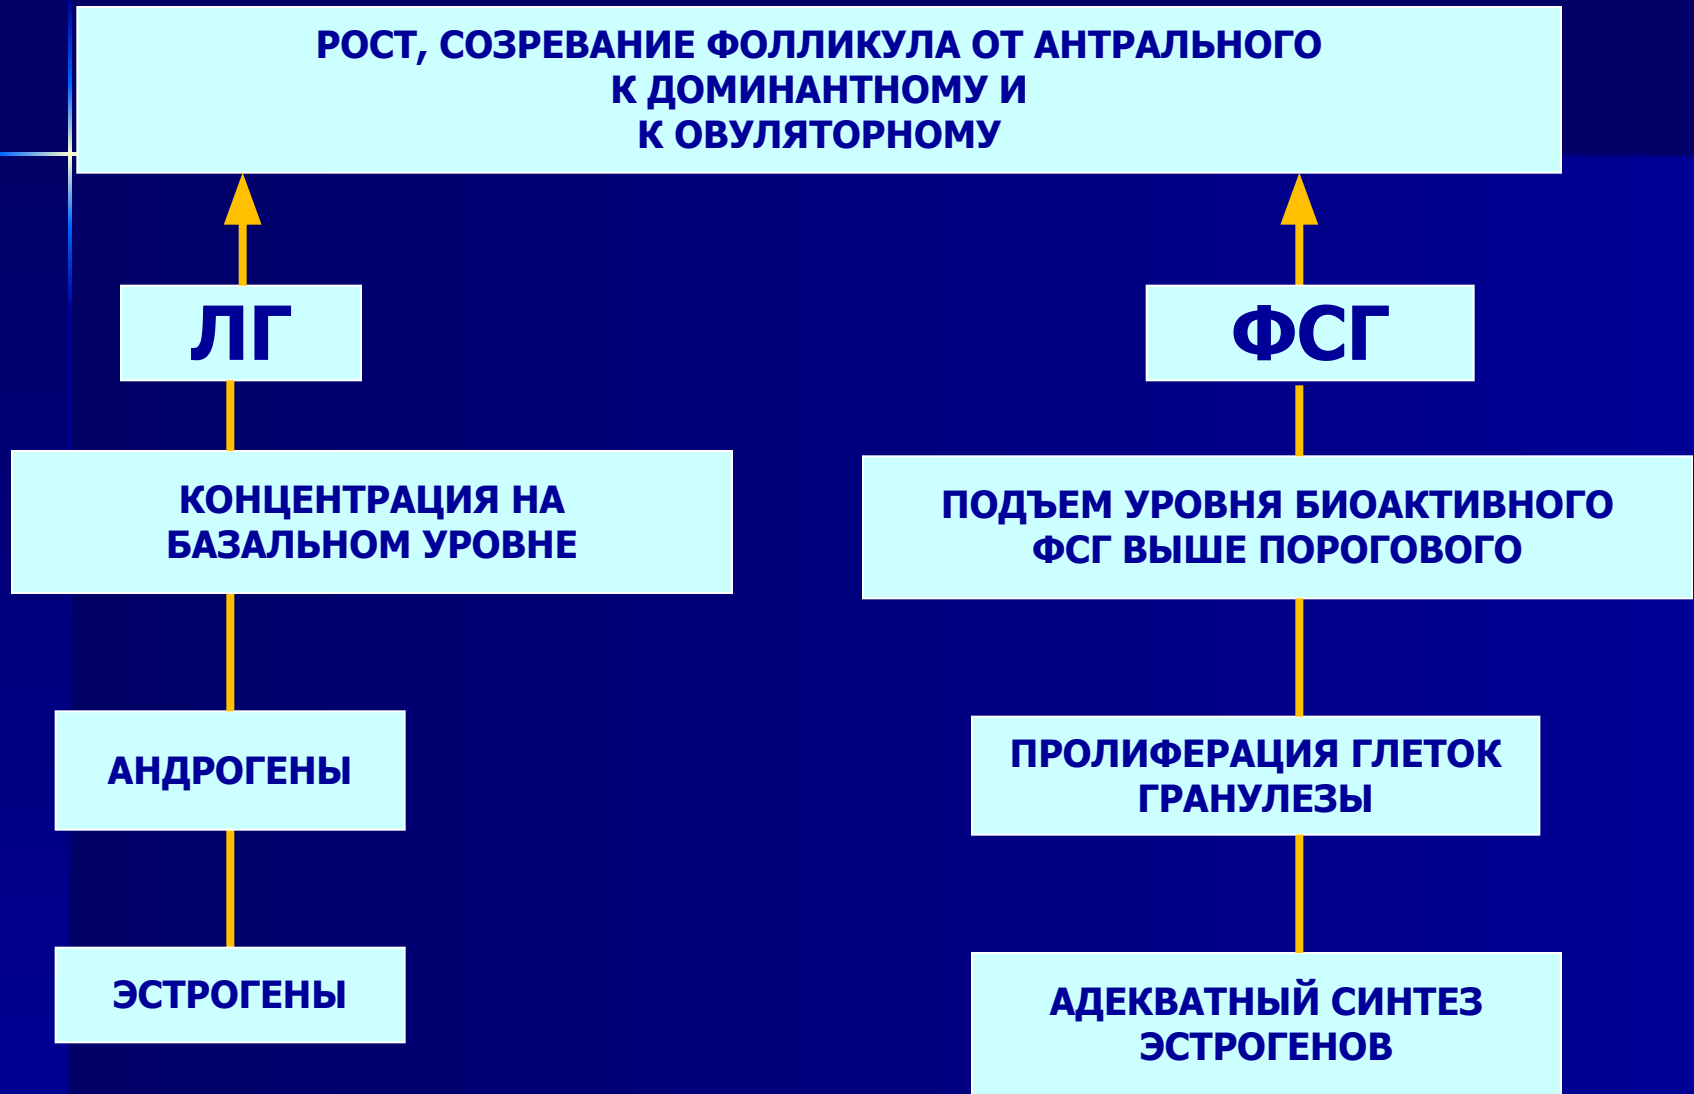 РОСТ, СОЗРЕВАНИЕ ФОЛЛИКУЛА ОТ АНТРАЛЬНОГО
К ДОМИНАНТНОМУ И
К ОВУЛЯТОРНОМУ
ЛГ
ФСГ
КОНЦЕНТРАЦИЯ НА
БАЗАЛЬНОМ УРОВНЕ
ПОДЪЕМ УРОВНЯ БИОАКТИВНОГО
ФСГ ВЫШЕ ПОРОГОВОГО
АНДРОГЕНЫ
ПРОЛИФЕРАЦИЯ ГЛЕТОК
ГРАНУЛЕЗЫ
ЭСТРОГЕНЫ
АДЕКВАТНЫЙ СИНТЕЗ
ЭСТРОГЕНОВ